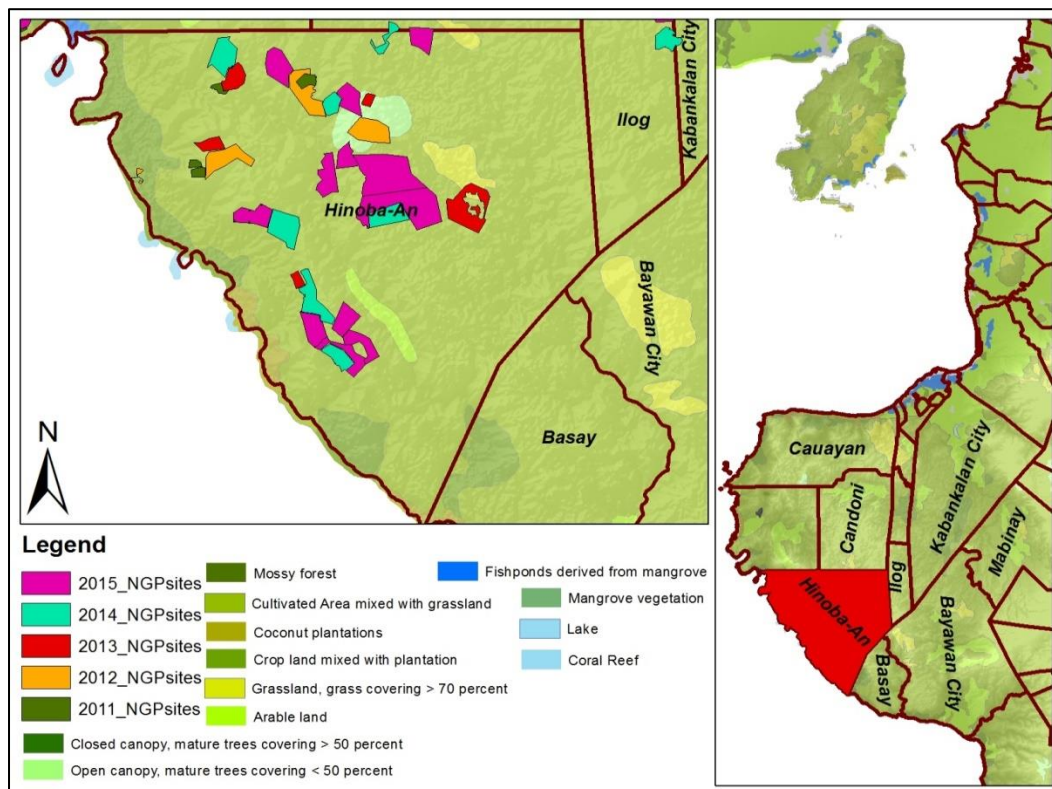 Ilog
Kabankalan City
Hinoba-An
Bayawan City
Basay
N
Legend
2015_NGPsites
2014_NGPsites
2013_NGPsites
2012_NGPsites
2011_NGPsites
Closed canopy, mature trees covering > 50 percent
Open canopy, mature trees covering < 50 percent
Mossy forest
Cultivated Area mixed with grassland
Coconut plantations
Crop land mixed with plantation
Grassland, grass covering > 70 percent
Arable land
Fishponds derived from mangrove
Mangrove vegetation
Lake
Coral Reef
Cauayan
Candoni
Ilog
Kabankalan City
Mabinay
Hinoba-An
Basay
Bayawan City